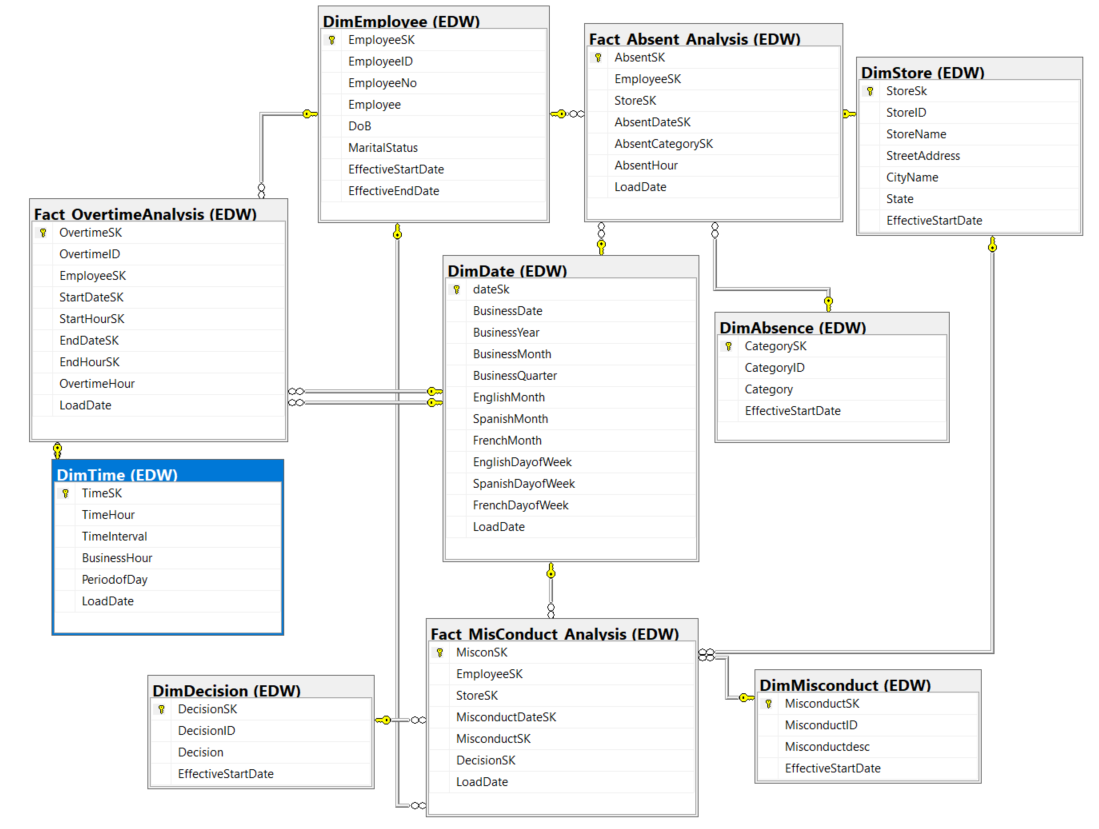 DimEmployee (EDW)
EmployeeSK
EmployeeID
EmployeeNo
Employee
DoB
MaritalStatus
EffectiveStartDate
EffectiveEndDate
Fact_Absent_Analysis (EDW)
AbsentSK
EmployeeSK
StoreSK
AbsentDateSK
AbsentCategorySK
AbsentHour
LoadDate
DimStore (EDW)
StoreSk
StoreID
StoreName
StreetAddress
CityName
State
EffectiveStartDate
Fact_OvertimeAnalysis (EDW)
OvertimeSK
OvertimeID
EmployeeSK
StartDateSK
StartHourSK
EndDateSK
EndHourSK
OvertimeHour
LoadDate
DimDate (EDW)
dateSk
BusinessDate
BusinessYear
BusinessMonth
BusinessQuarter
EnglishMonth
SpanishMonth
FrenchMonth
EnglishDayofWeek
SpanishDayofWeek
FrenchDayofWeek
LoadDate
DimAbsence (EDW)
CategorySK
CategoryID
Category
EffectiveStartDate
DimTime (EDW)
TimeSK
TimeHour
TimeInterval
BusinessHour
PeriodofDay
LoadDate
Fact_MisConduct_Analysis (EDW)
MisconSK
EmployeeSK
StoreSK
MisconductDateSK
MisconductSK
DecisionSK
LoadDate
DimDecision (EDW)
DecisionSK
DecisionID
Decision
EffectiveStartDate
DimMisconduct (EDW)
MisconductSK
MisconductID
Misconductdesc
EffectiveStartDate